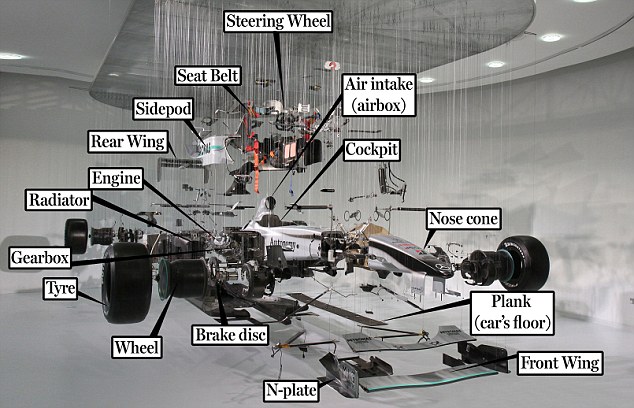 Steering Wheel
Seat Belt
Air intake
(airbox)
Sidepod
Rear Wing
Cockpit
Engine
Radiator
Nose cone
Gearbox
Tyre
Plank
(car's floor)
Wheel
Brake disc
Front Wing
N-plate